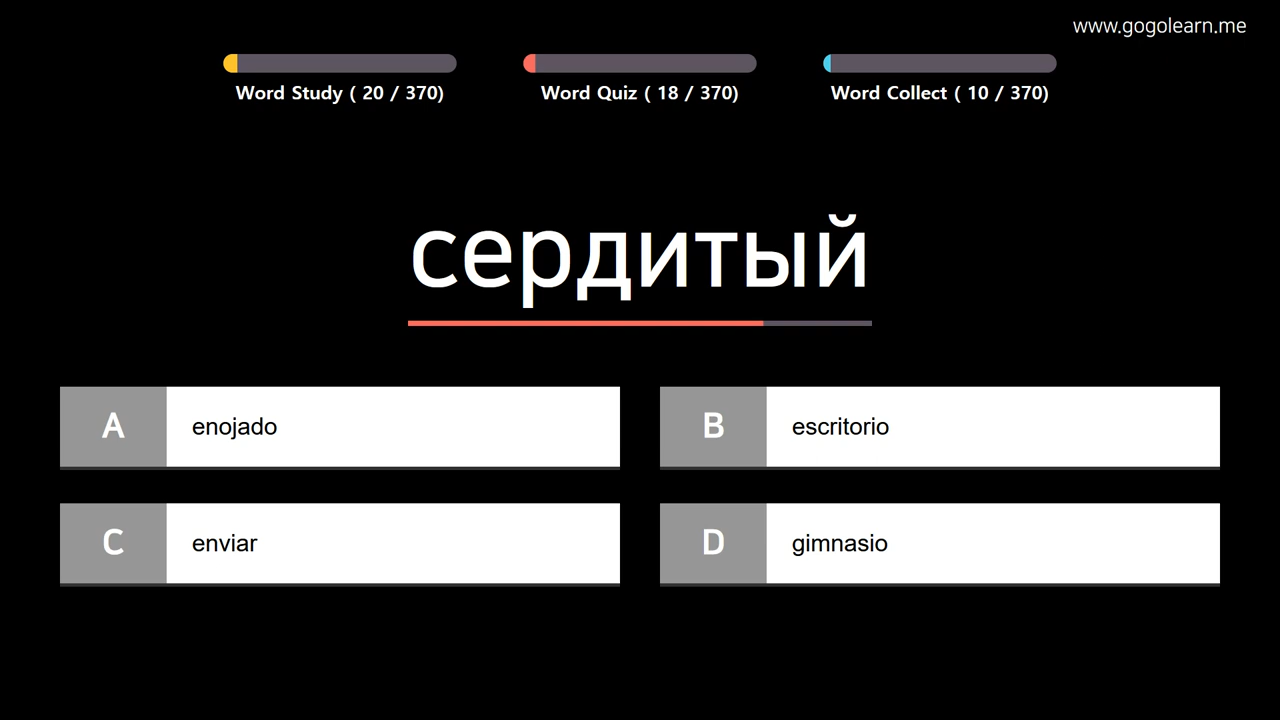 www.gogolearn.me
Word Study ( 20 / 370)
Word Quiz ( 18 / 370)
Word Collect ( 10 / 370)
сердитый
A
enojado
B
escritorio
C
enviar
D
gimnasio